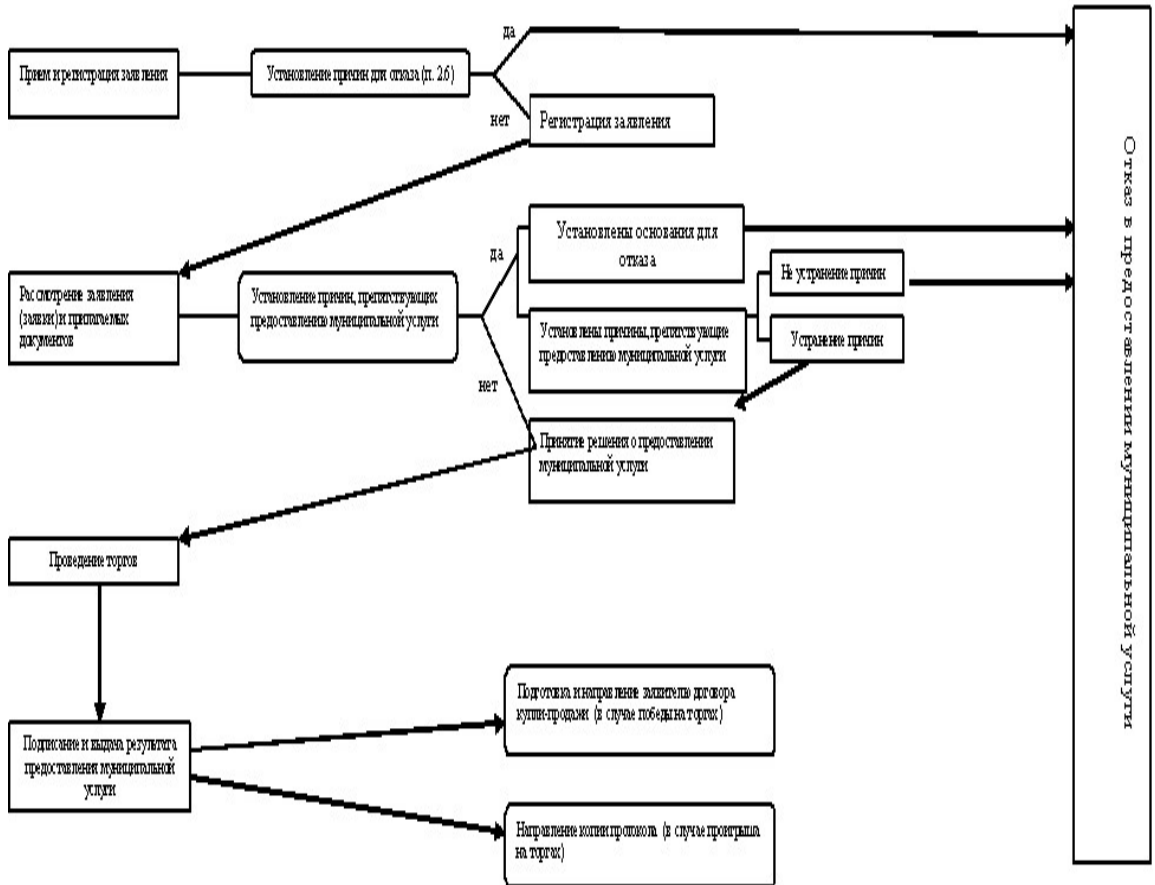 да
Прием и регистрация заявления
Установление причин для отказа (п. 2.6)
нет
Регистрация заявления
Установлены основания для
отказа
да
Не устранение причин
Рассмотрение заявления
(заявки) и прилагаемых
документов
Установление причин, препятствующих
предоставлению муниципальной услуги
Установлены причины, препятствующие
предоставлению муниципальной услуги
Устранение причин
нет
Принятие решения о предоставлении
муниципальной услуги
Проведение торгов
Подписание и выдача результата
предоставления муниципальной
услуги
Подготовка и направление заявителю договора
купли-продажи (в случае победы на торгах)
Направление копии протокола (в случае проигрыша
на торгах)
Отказ в предоставлении муниципальной услуги